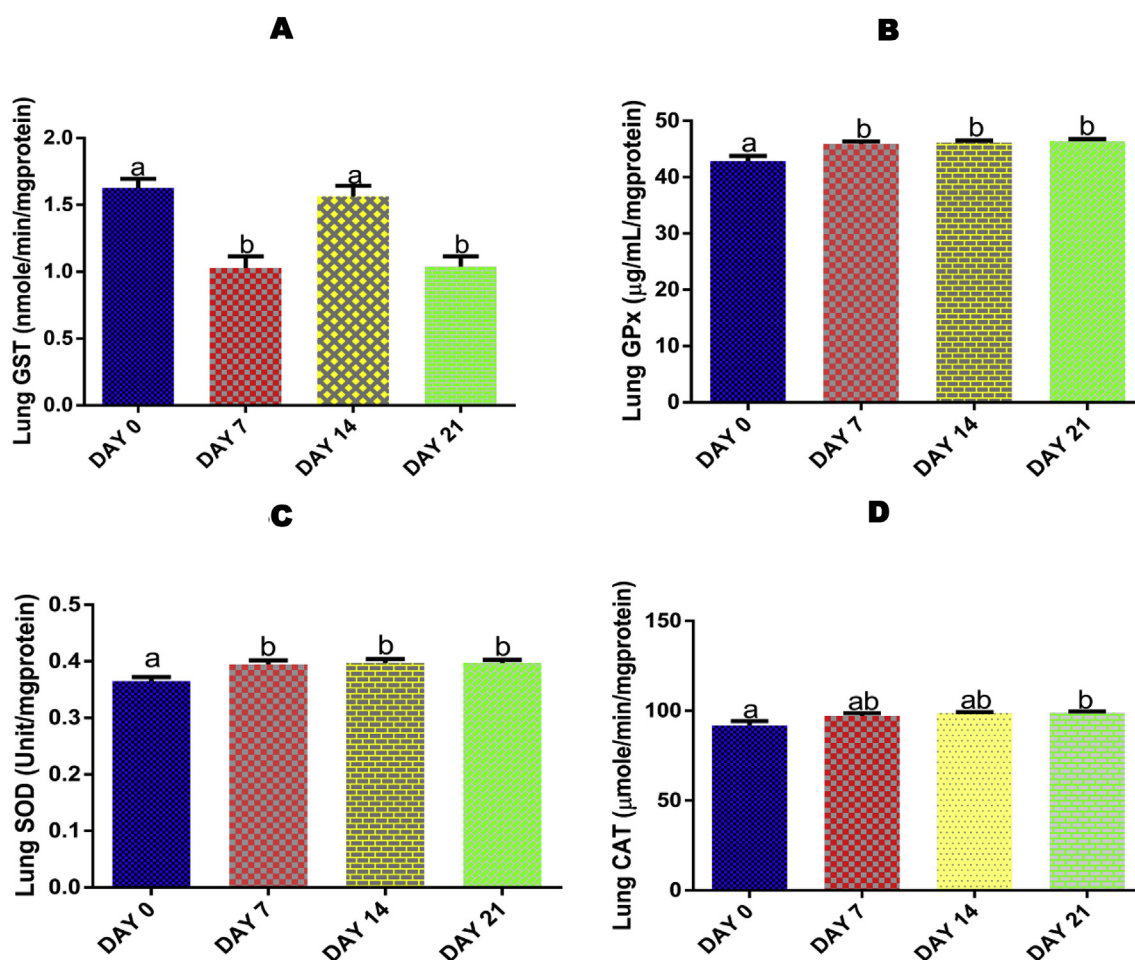 A
Lung GST (nmole/min/mgprotein)
2.0
1.5
1.0
0.5
0.0
a
b
a
b
DAY 0
DAY 7
DAY 14
DAY 21
B
Lung GPx (μg/mL/mgprotein)
50
40
30
20
10
0
a
b
b
b
DAY 0
DAY 7
DAY 14
DAY 21
C
Lung SOD (Unit/mgprotein)
0.5
0.4
0.3
0.2
0.1
0.0
a
b
b
b
DAY 0
DAY 7
DAY 14
DAY 21
D
Lung CAT (μmole/min/mgprotein)
150
100
50
0
a
ab
ab
b
DAY 0
DAY 7
DAY 14
DAY 21